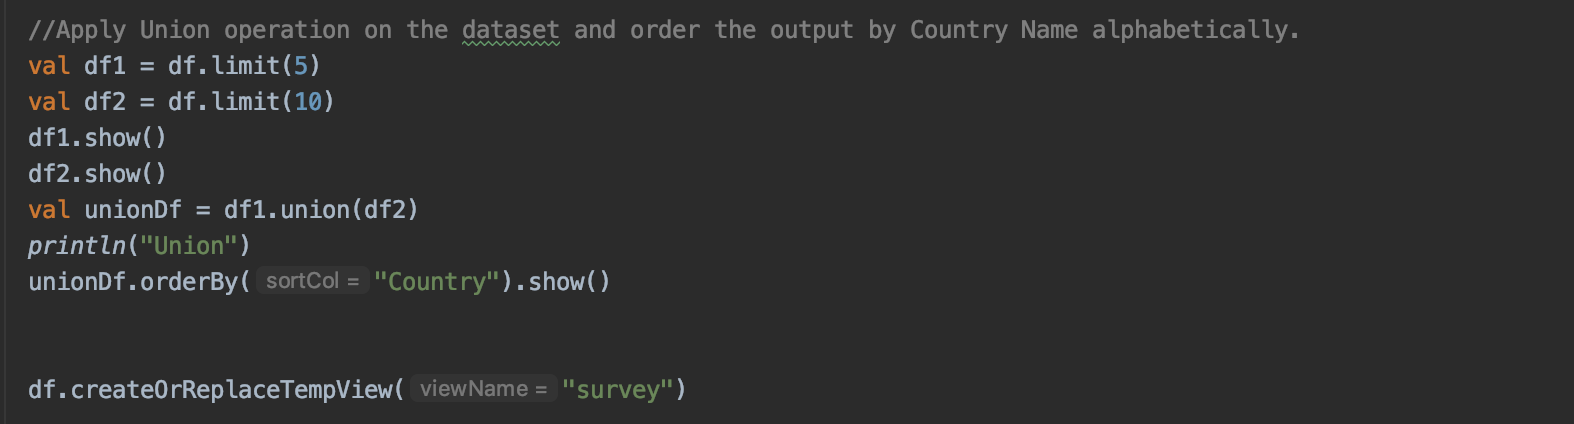 //Apply Union operation on the dataset and order the output by Country Name alphabetically.
val df1 = df.limit(5)
val df2 = df.limit(10)
df1.show()
df2.show()
val unionDf = df1.union(df2)
println("Union")
unionDf.orderBy( sortCol = "Country").show()
df.createOrReplaceTempView( viewName = "survey")